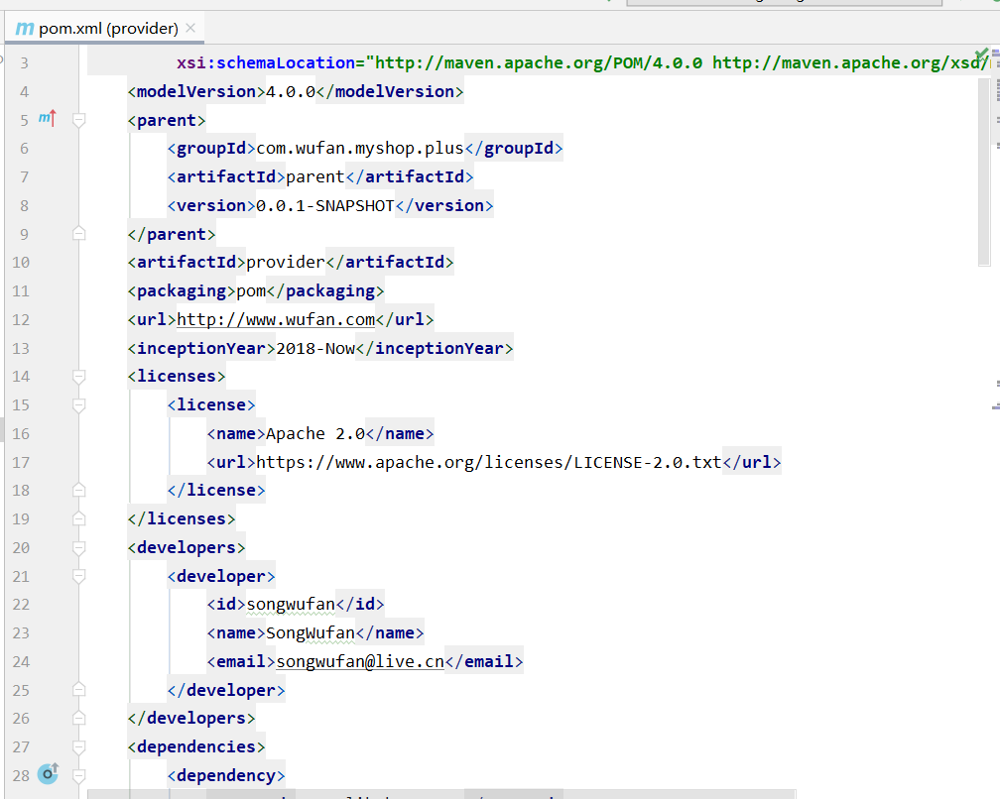 pom.xml (provider)
3 xsi:schemaLocation="http://maven.apache.org/POM/4.0.0 http://maven.apache.org/xsd/
4 <modelVersion>4.0.0</modelVersion>
5 <parent>
6 <groupId>com.wufan.myshop.plus</groupId>
7 <artifactId>parent</artifactId>
8 <version>0.0.1-SNAPSHOT</version>
9 </parent>
10 <artifactId>provider</artifactId>
11 <packaging>pom</packaging>
12 <url>http://www.wufan.com</url>
13 <inceptionYear>2018-Now</inceptionYear>
14 <licenses>
15 <license>
16 <name>Apache 2.0</name>
17 <url>https://www.apache.org/licenses/LICENSE-2.0.txt</url>
18 </license>
19 </licenses>
20 <developers>
21 <developer>
22 <id>songwufan</id>
23 <name>SongWufan</name>
24 <email>songwufan@live.cn</email>
25 </developer>
26 </developers>
27 <dependencies>
28 <dependency>